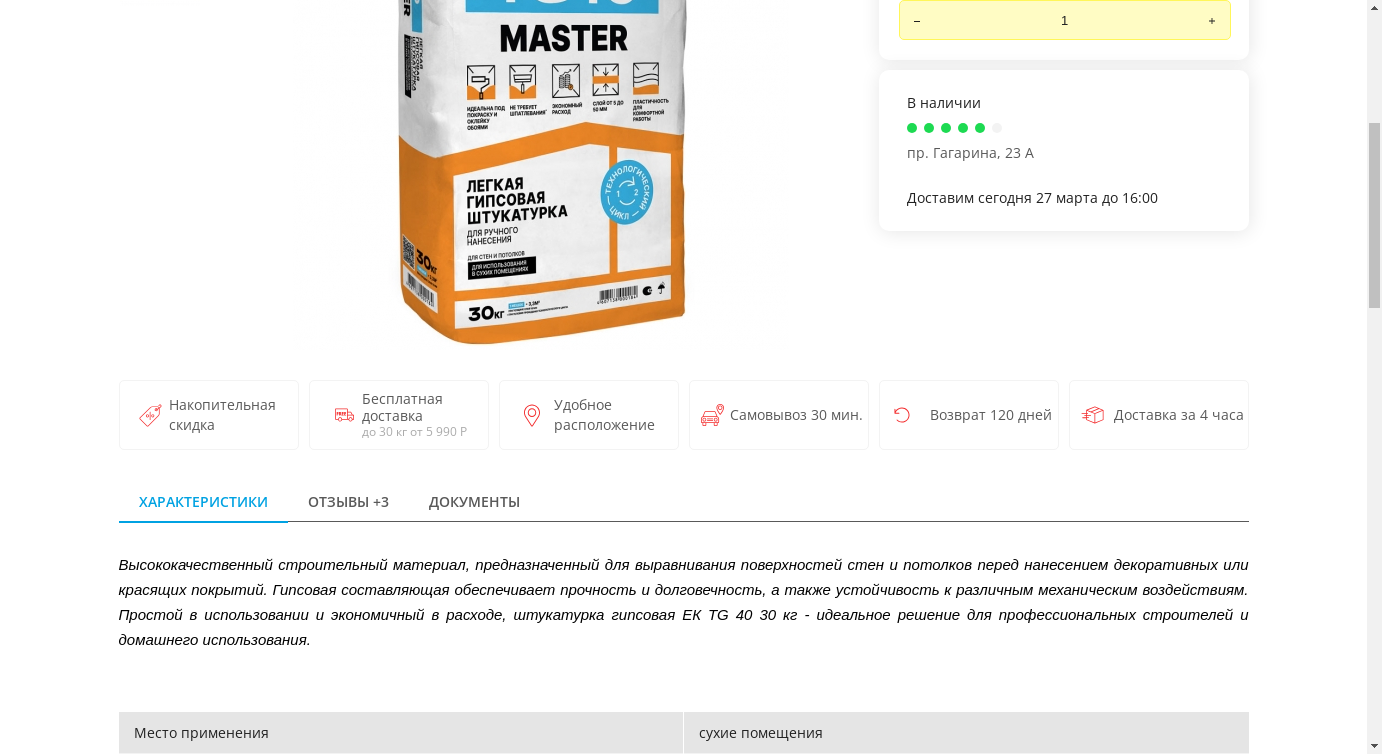 MASTER
ИДЕАЛЬНА ПОД
ПОКРАСКУ И
ОКЛЕЙКУ
ОБОЯМИ
НЕ ТРЕБУЕТ
ШПАТЛЕВАНИЯ*
ЭКОНОМНЫЙ
РАСХОД
СЛОЙ ОТ 5 ДО
50 ММ
ПЛАСТИЧНОСТЬ
ДЛЯ
КОМФОРТНОЙ
РАБОТЫ
ЛЕГКАЯ
ГИПСОВАЯ
ШТУКАТУРКА
ДЛЯ РУЧНОГО
НАНЕСЕНИЯ
ДЛЯ СТЕН И ПОТОЛКОВ
ДЛЯ ИСПОЛЬЗОВАНИЯ
В СУХИХ ПОМЕЩЕНИЯХ
ТЕХНОЛОГИЧЕСКИЙ
ЦИКЛ
1 2
30кг
30кг
– 1 +
В наличии
пр. Гагарина, 23 А
Доставим сегодня 27 марта до 16:00
Накопительная
скидка
FREE
Бесплатная
доставка
до 30 кг от 5 990 Р
Удобное
расположение
Самовывоз 30 мин.
Возврат 120 дней
Доставка за 4 часа
ХАРАКТЕРИСТИКИ
ОТЗЫВЫ +3
ДОКУМЕНТЫ
Высококачественный строительный материал, предназначенный для выравнивания поверхностей стен и потолков перед нанесением декоративных или
красящих покрытий. Гипсовая составляющая обеспечивает прочность и долговечность, а также устойчивость к различным механическим воздействиям.
Простой в использовании и экономичный в расходе, штукатурка гипсовая ЕК TG 40 30 кг - идеальное решение для профессиональных строителей и
домашнего использования.
Место применения
сухие помещения